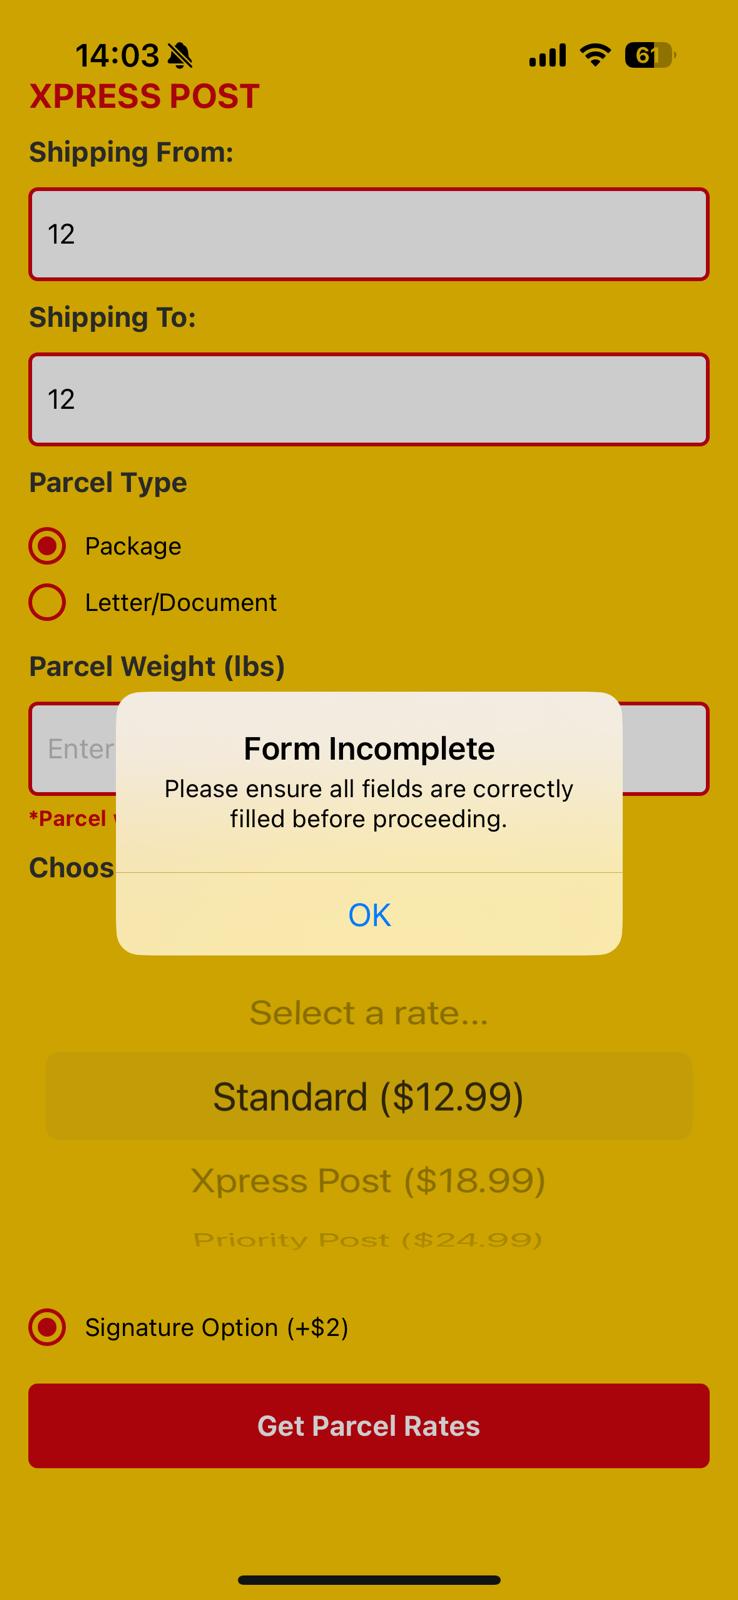 14:03
61
XPRESS POST
Shipping From:
12
Shipping To:
12
Parcel Type
Package
Letter/Document
Parcel Weight (lbs)
Enter
*Parcel
Choos
Form Incomplete
Please ensure all fields are correctly
filled before proceeding.
OK
Select a rate...
Standard ($12.99)
Xpress Post ($18.99)
Priority Post ($24.99)
Signature Option (+$2)
Get Parcel Rates